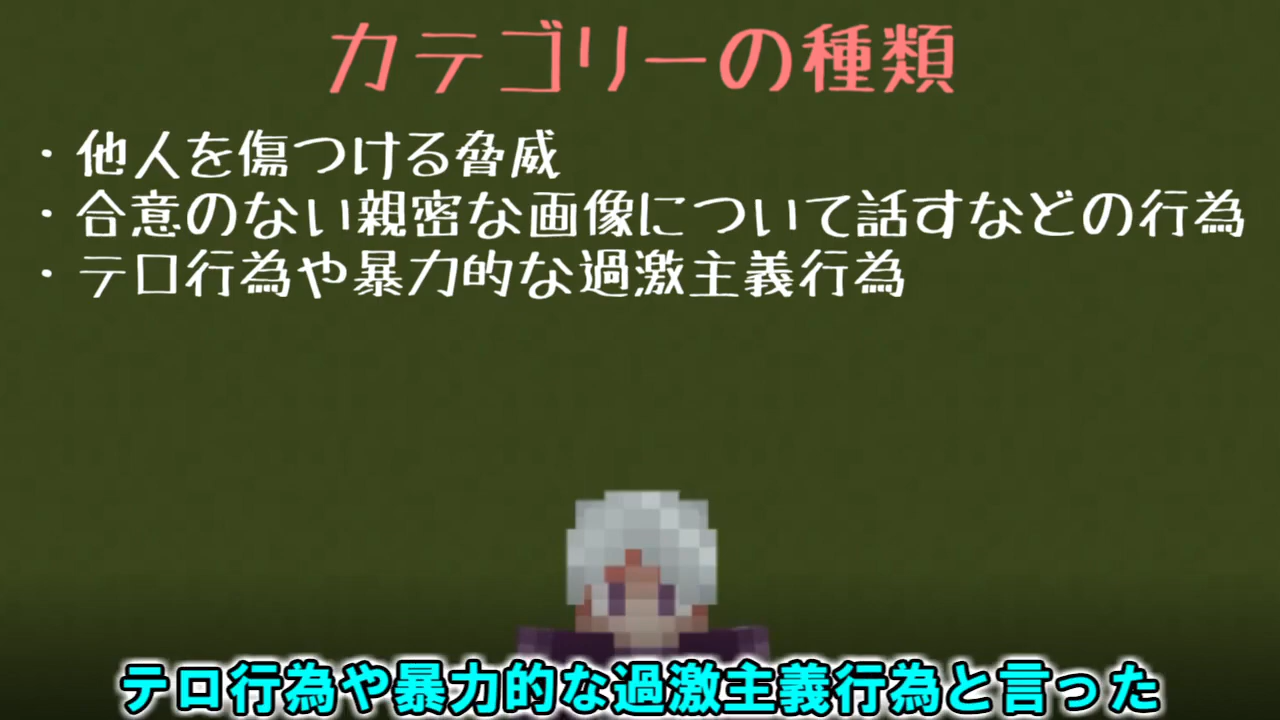 カテゴリーの種類
・他人を傷つける脅威
・合意のない親密な画像について話すなどの行為
・テロ行為や暴力的な過激主義行為
テロ行為や暴力的な過激主義行為と言った